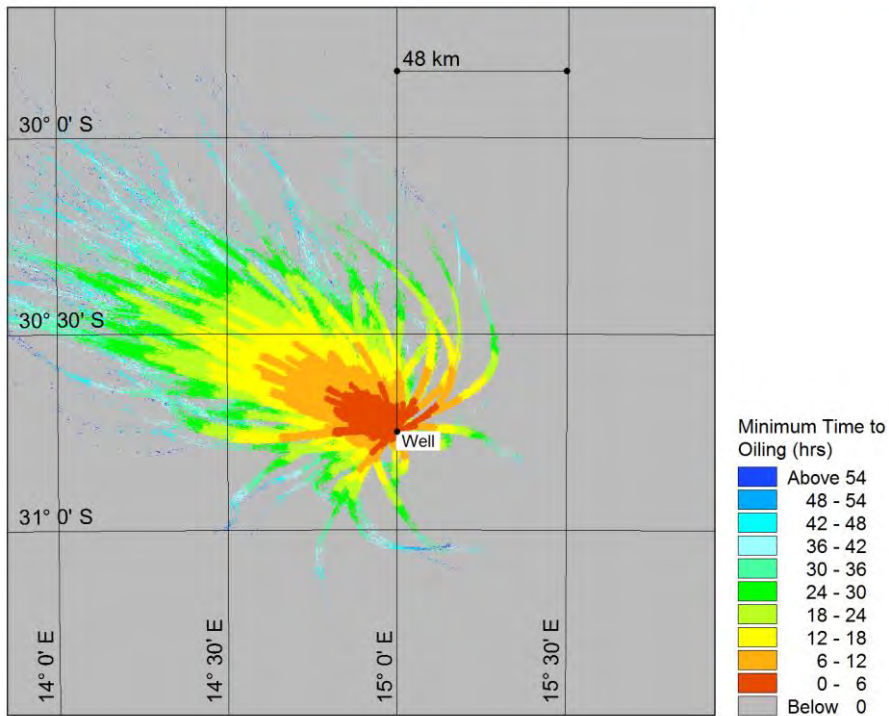 48 km
30° 0' S
30° 30' S
Well
31° 0' S
14° 0' E
14° 30' E
15° 0' E
15° 30' E
Minimum Time to
Oiling (hrs)
Above 54
48 - 54
42 - 48
36 - 42
30 - 36
24 - 30
18 - 24
12 - 18
6 - 12
0 - 6
Below 0